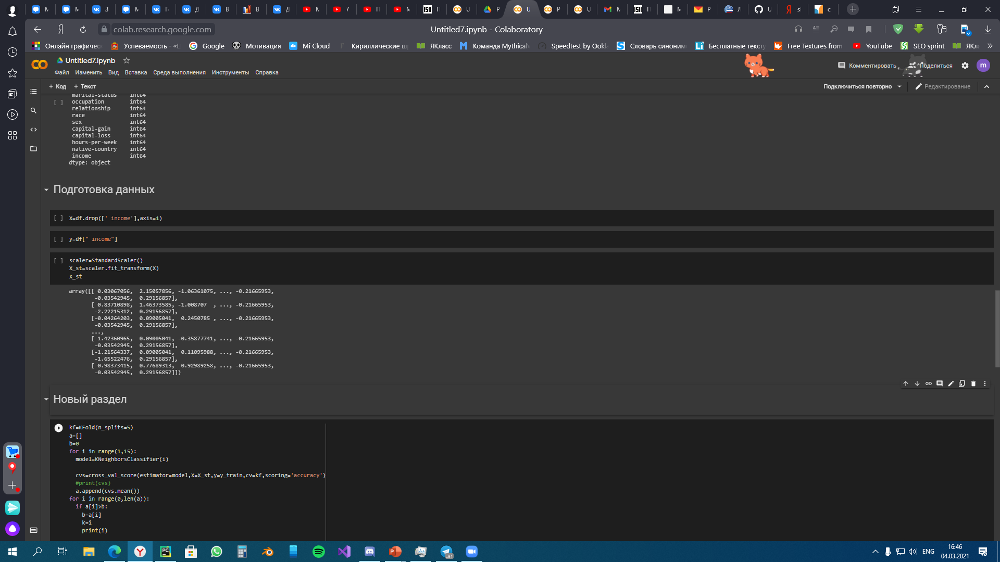 М
М
З
М
Г
Д
В
В
Д
М
7
П
М
П
U
Р
U
Р
U
М
П
М
Р
Л
U
s
c
colab.research.google.com
Untitled7.ipynb - Colaboratory
Онлайн графичес
Успеваемость - «Ц
Google
Мотивация
Mi Cloud
Кириллические ш
ЯКласс
Команда Mythical
Speedtest by Ookl
Словарь синоним
Бесплатные тексту
Free Textures from
YouTube
SEO sprint
ЯКл
Untitled7.ipynb
Файл Изменить Вид Вставка Среда выполнения Инструменты Справка
Комментировать
Поделиться
m
+ Код + Текст
Подключиться повторно
Редактирование
marital-status int64
[ ] occupation int64
relationship int64
race int64
sex int64
capital-gain int64
capital-loss int64
hours-per-week int64
native-country int64
income int64
dtype: object
Подготовка данных
[ ] X=df.drop([' income'],axis=1)
[ ] y=df[" income"]
[ ] scaler=StandardScaler()
X_st=scaler.fit_transform(X)
X_st
array([[ 0.03067056, 2.15057856, -1.06361075, ..., -0.21665953,
-0.03542945, 0.29156857],
[ 0.83710898, 1.46373585, -1.008707 , ..., -0.21665953,
-2.22215312, 0.29156857],
[-0.04264203, 0.09005041, 0.2450785 , ..., -0.21665953,
-0.03542945, 0.29156857],
...,
[ 1.42360965, 0.09005041, -0.35877741, ..., -0.21665953,
-0.03542945, 0.29156857],
[-1.21564337, 0.09005041, 0.11095988, ..., -0.21665953,
-1.65522476, 0.29156857],
[ 0.98373415, 0.77689313, 0.92989258, ..., -0.21665953,
-0.03542945, 0.29156857]])
Новый раздел
kf=KFold(n_splits=5)
a=[]
b=0
for i in range(1,15):
model=KNeighborsClassifier(i)
cvs=cross_val_score(estimator=model,X=X_st,y=y_train,cv=kf,scoring='accuracy')
#print(cvs)
a.append(cvs.mean())
for i in range(0,len(a)):
if a[i]>b:
b=a[i]
k=i
print(i)
ENG
16:46
04.03.2021